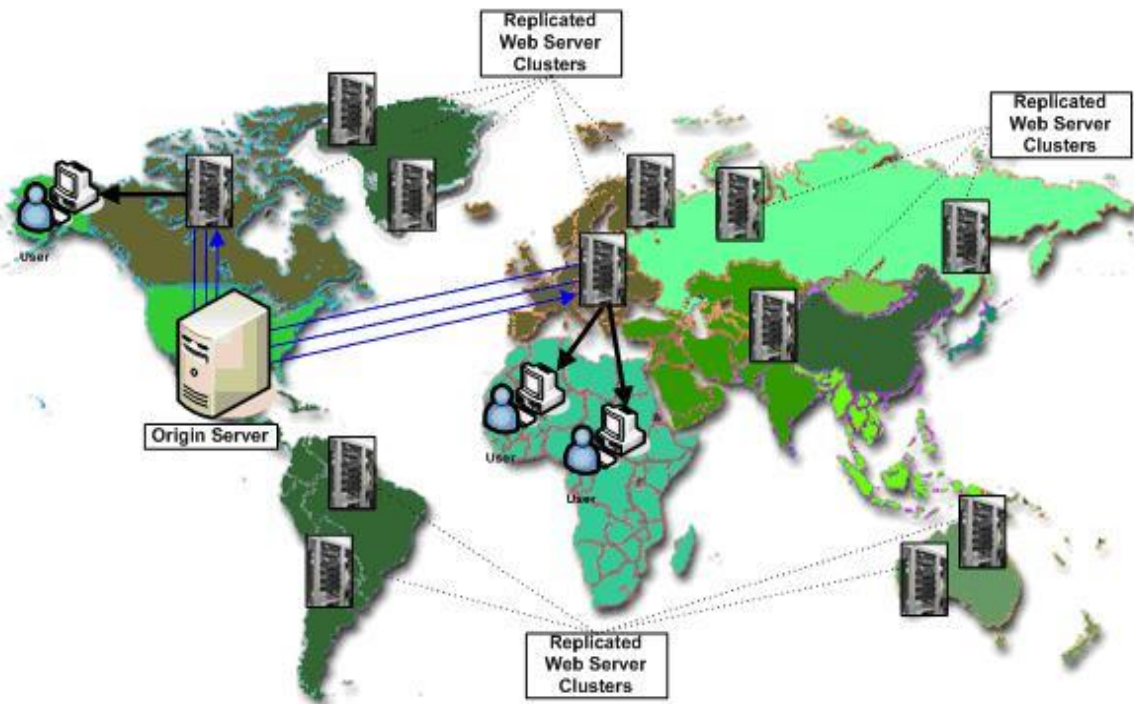 Replicated
Web Server
Clusters
Replicated
Web Server
Clusters
User
Origin Server
User
User
Replicated
Web Server
Clusters